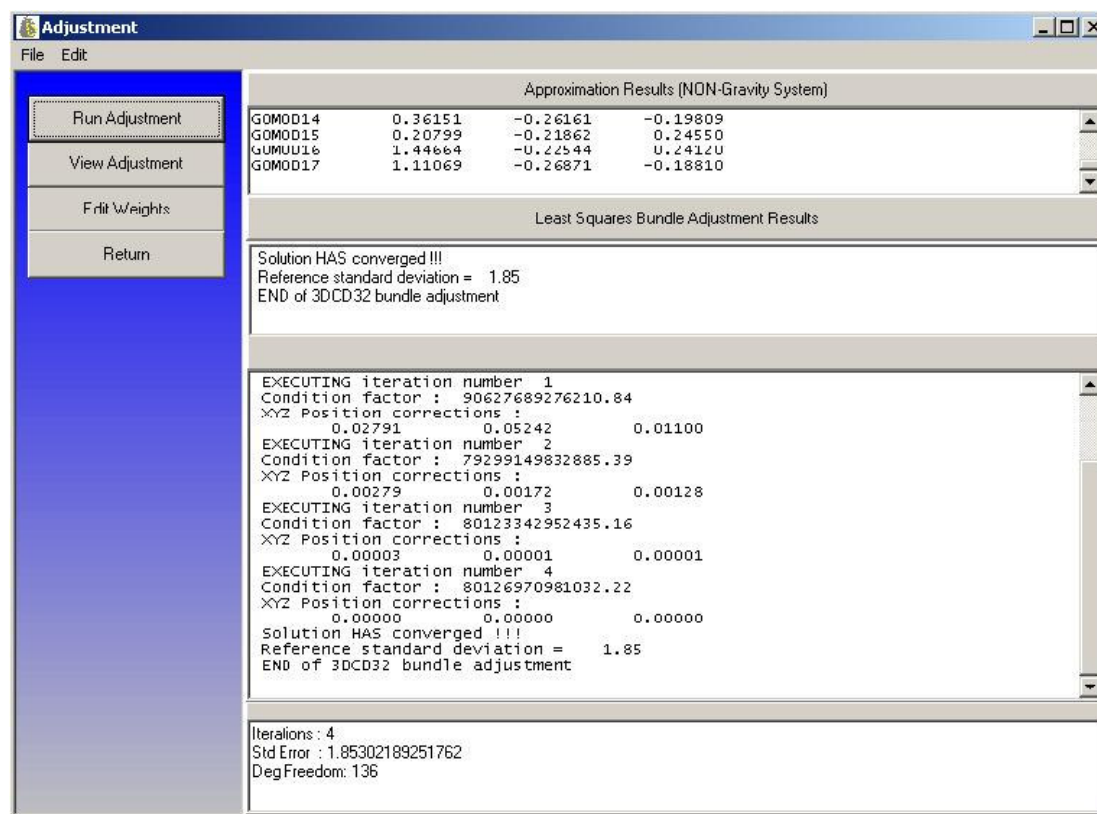 Adjustment
File Edit
Run Adjustment
View Adjustment
Edit Weights
Return
Approximation Results (NON-Gravity System)
GOMOD14 0.36151 -0.26161 -0.19809
GOMOD15 0.20799 -0.21862 0.24550
GOMOD16 1.44664 -0.22544 0.24120
GOMOD17 1.11069 -0.26871 -0.18810
Least Squares Bundle Adjustment Results
Solution HAS converged !!!
Reference standard deviation = 1.85
END of 3DCD32 bundle adjustment
EXECUTING iteration number 1
Condition factor : 90627689276210.84
XYZ Position corrections :
0.02791 0.05242 0.01100
EXECUTING iteration number 2
Condition factor : 79299149832885.39
XYZ Position corrections :
0.00279 0.00172 0.00128
EXECUTING iteration number 3
Condition factor : 80123342952435.16
XYZ Position corrections :
0.00003 0.00001 0.00001
EXECUTING iteration number 4
Condition factor : 80126970981032.22
XYZ Position corrections :
0.00000 0.00000 0.00000
Solution HAS converged !!!
Reference standard deviation = 1.85
END of 3DCD32 bundle adjustment
Iterations : 4
Std Error : 1.85302189251762
Deg Freedom: 136